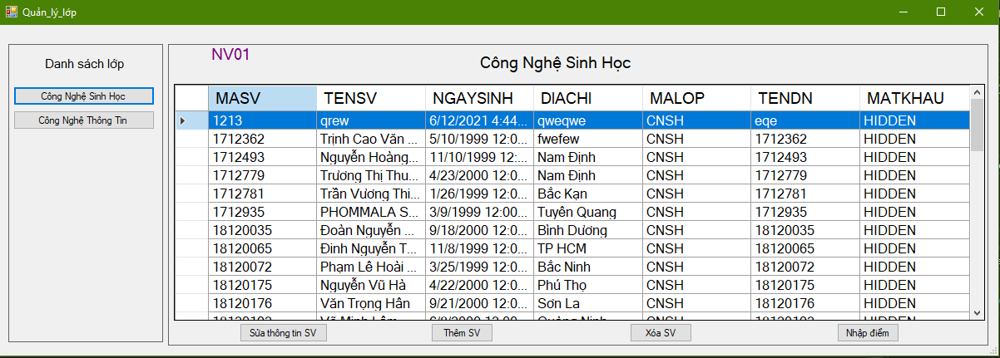 Quản_lý_lớp
Danh sách lớp
Công Nghệ Sinh Học
Công Nghệ Thông Tin
NV01
Công Nghệ Sinh Học
MASV TENSV NGAYSINH DIACHI MALOP TENDN MATKHAU
1213 qrew 6/12/2021 4:44... qweqwe CNSH eqe HIDDEN
1712362 Trịnh Cao Văn ... 5/10/1999 12:0... fwefew CNSH 1712362 HIDDEN
1712493 Nguyễn Hoàng... 11/10/1999 12:... Nam Định CNSH 1712493 HIDDEN
1712779 Trương Thị Thu... 4/23/2000 12:0... Nam Định CNSH 1712779 HIDDEN
1712781 Trần Vương Thi... 1/26/1999 12:0... Bắc Kạn CNSH 1712781 HIDDEN
1712935 PHOMMALA S... 3/9/1999 12:00... Tuyên Quang CNSH 1712935 HIDDEN
18120035 Đoàn Nguyễn ... 9/18/2000 12:0... Bình Dương CNSH 18120035 HIDDEN
18120065 Đinh Nguyễn T... 11/8/1999 12:0... TP HCM CNSH 18120065 HIDDEN
18120072 Phạm Lê Hoài ... 3/25/1999 12:0... Bắc Ninh CNSH 18120072 HIDDEN
18120175 Nguyễn Vũ Hà 4/22/2000 12:0... Phú Thọ CNSH 18120175 HIDDEN
18120176 Văn Trọng Hân 9/21/2000 12:0... Sơn La CNSH 18120176 HIDDEN
Sửa thông tin SV Thêm SV Xóa SV Nhập điểm